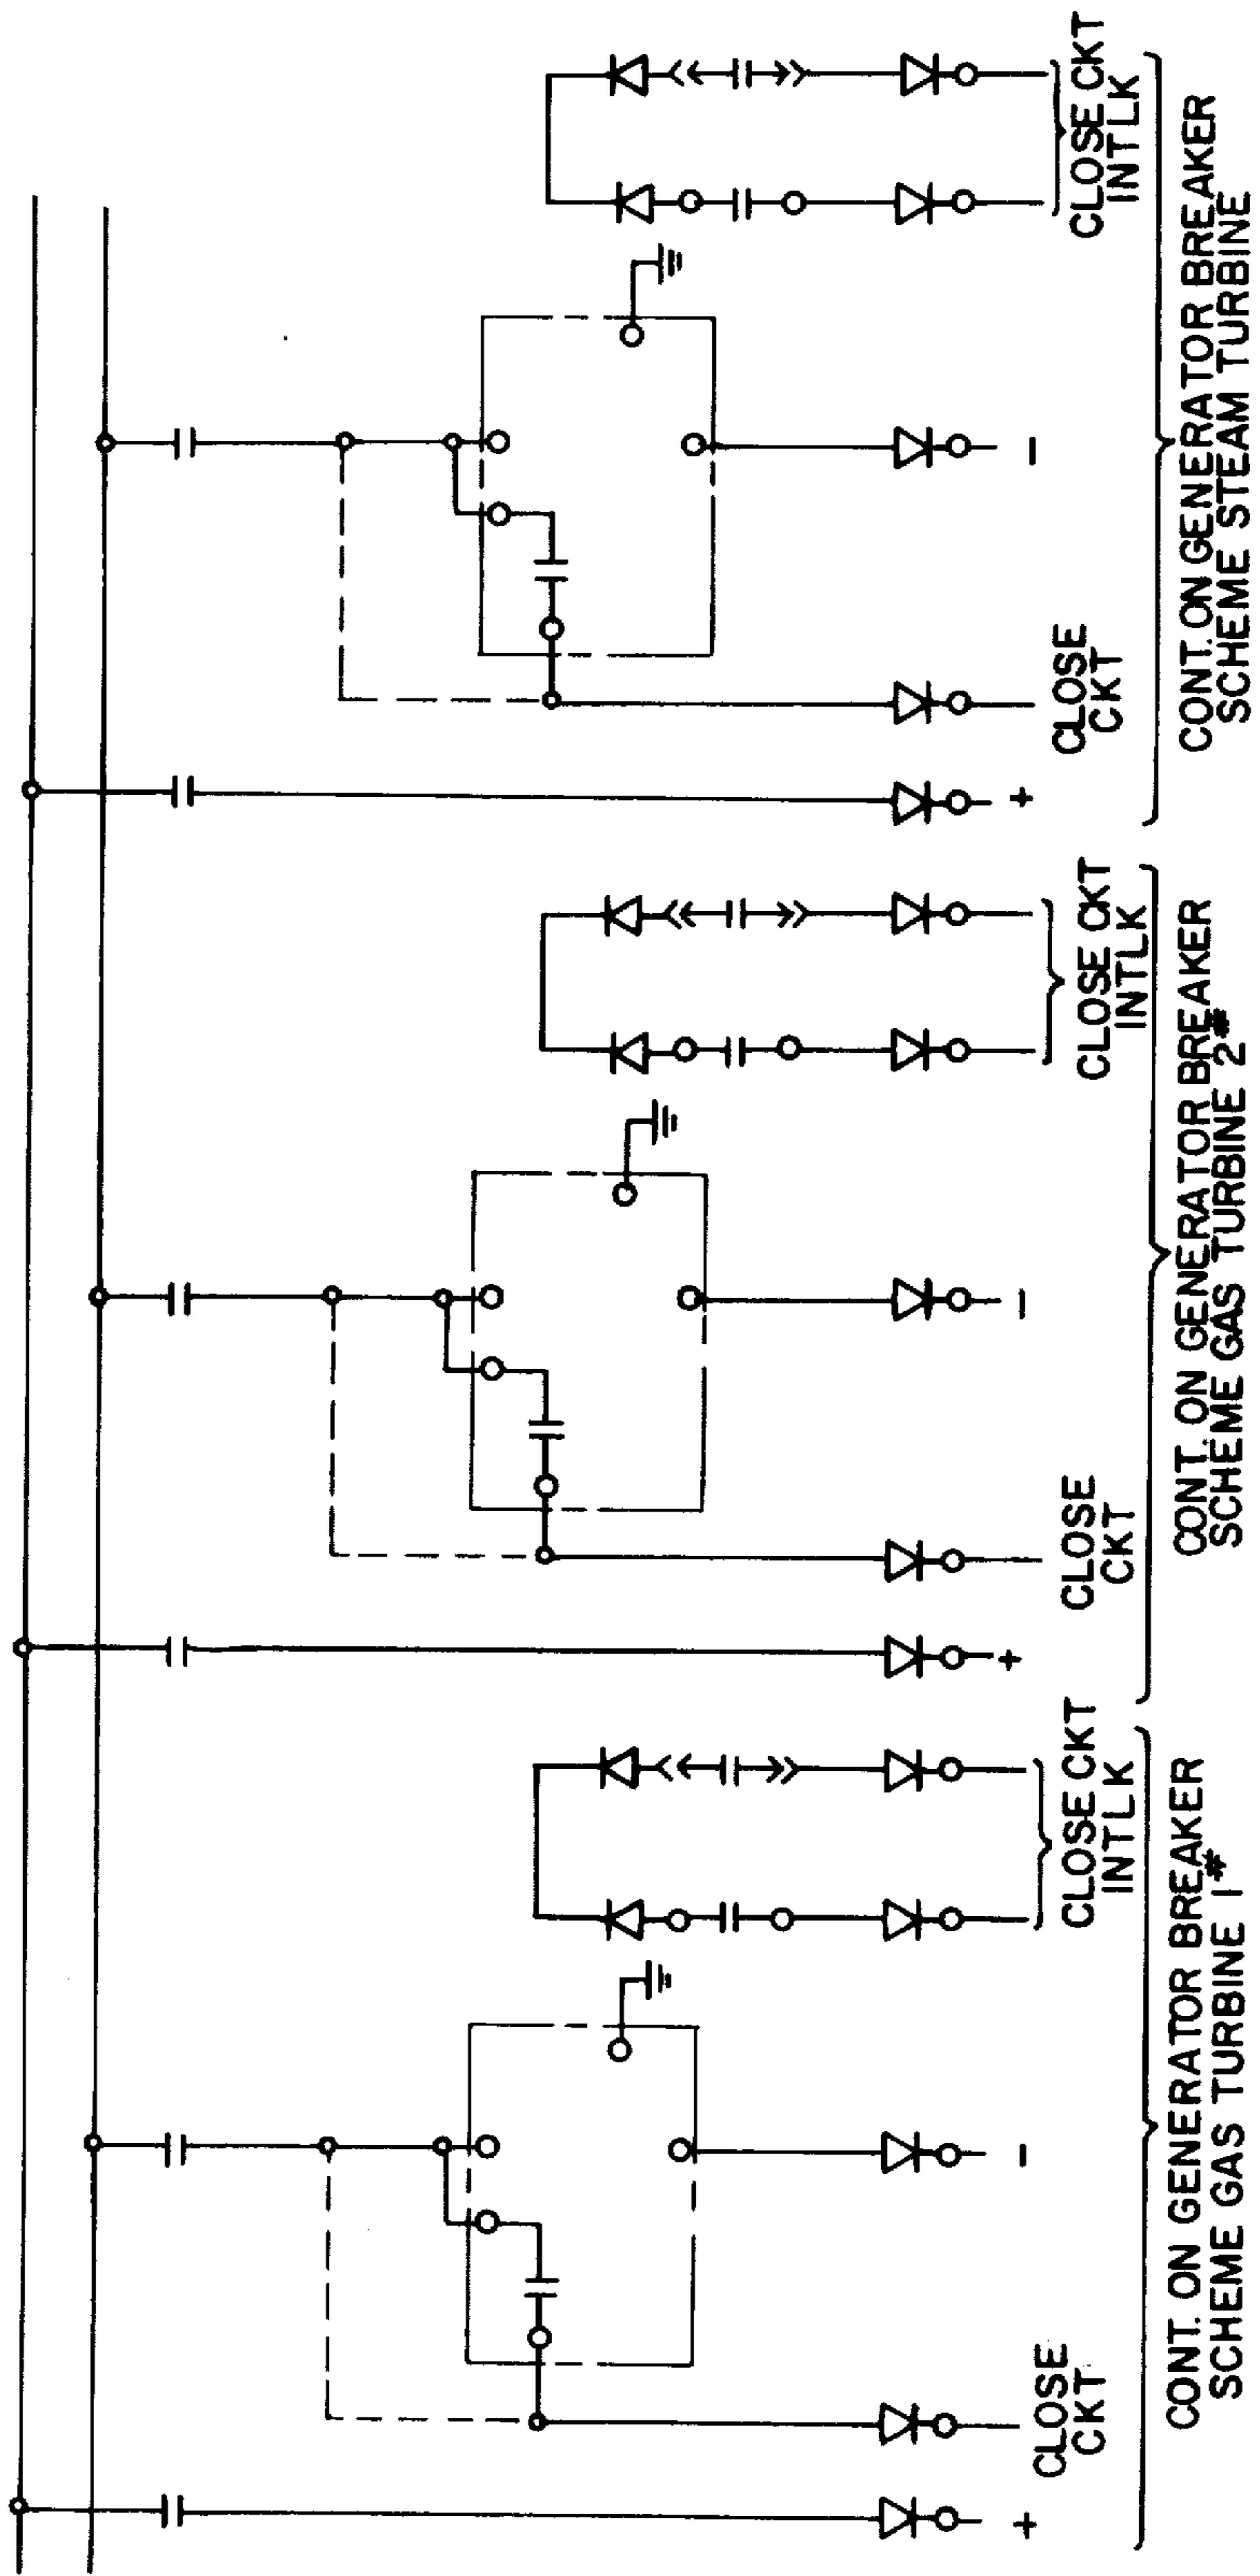 +
CLOSE
CKT
–
CLOSE CKT
INTLK
CONT. ON GENERATOR BREAKER
SCHEME GAS TURBINE 1#
+
CLOSE
CKT
–
CLOSE CKT
INTLK
CONT. ON GENERATOR BREAKER
SCHEME GAS TURBINE 2#
+
CLOSE
CKT
–
CLOSE CKT
INTLK
CONT. ON GENERATOR BREAKER
SCHEME STEAM TURBINE